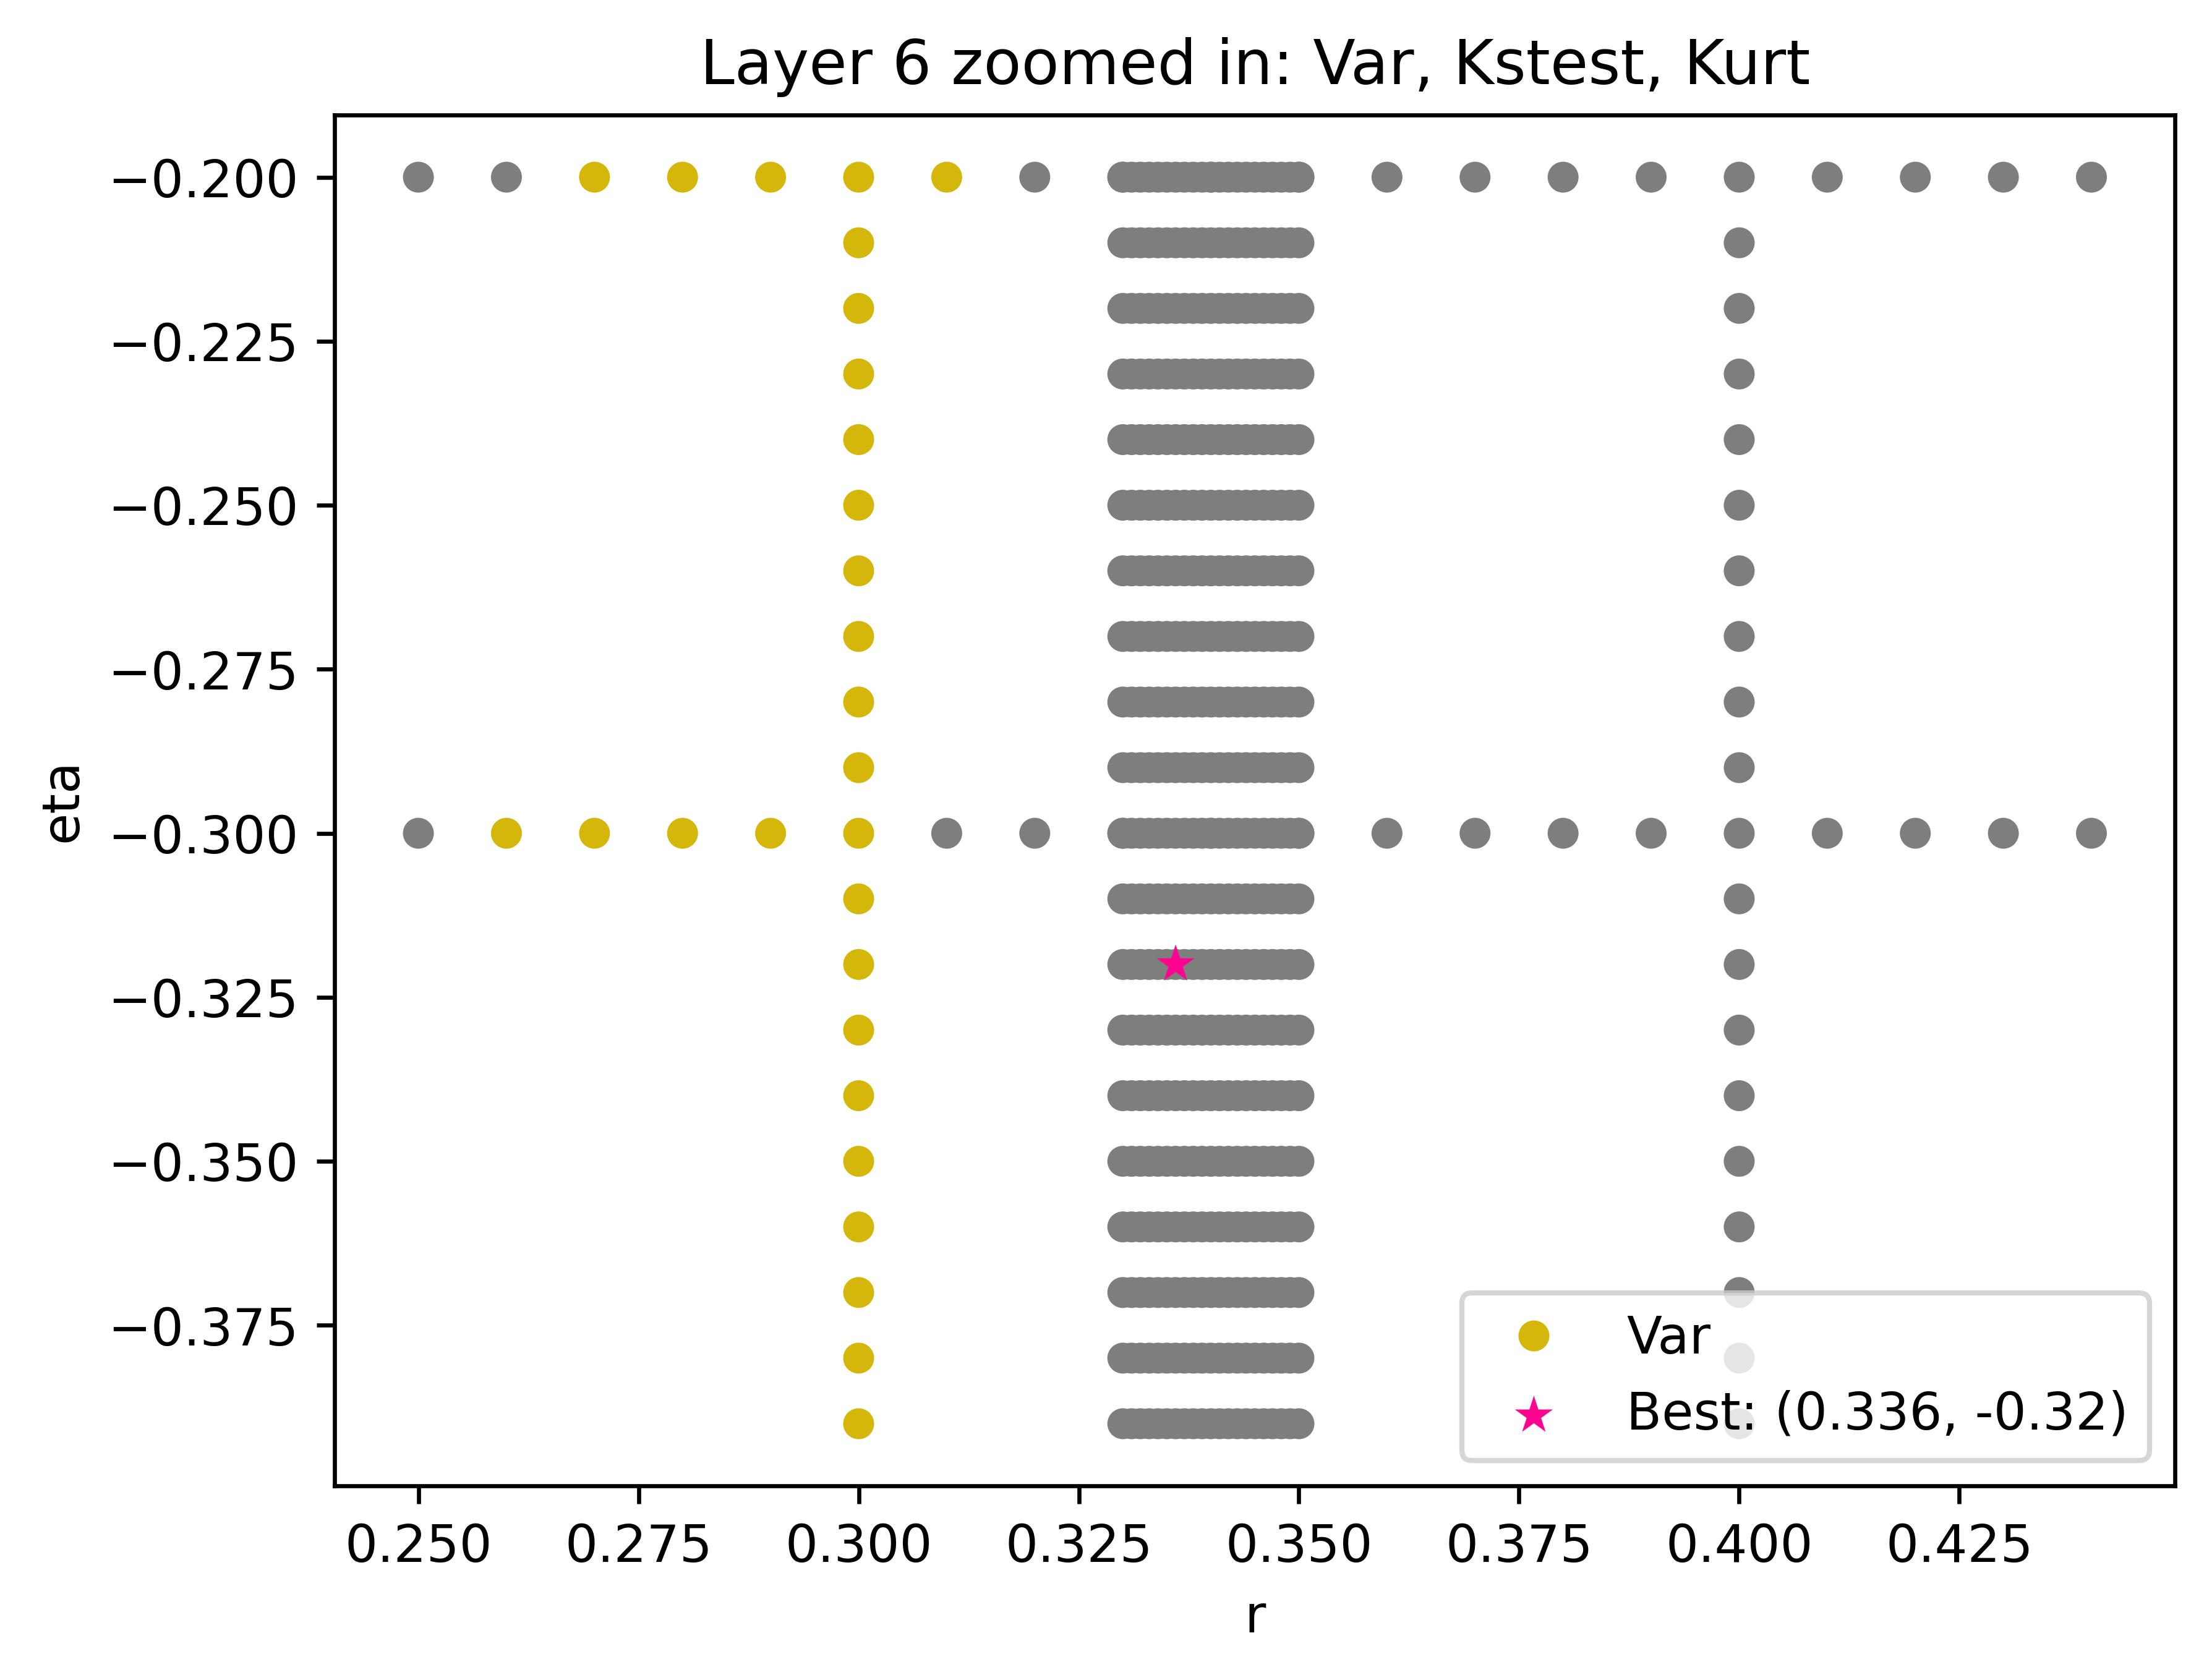 Layer 6 zoomed in: Var, Kstest, Kurt
−0.200
−0.225
−0.250
−0.275
−0.300
−0.325
−0.350
−0.375
eta
0.250 0.275 0.300 0.325 0.350 0.375 0.400 0.425
r
Var
Best: (0.336, -0.32)